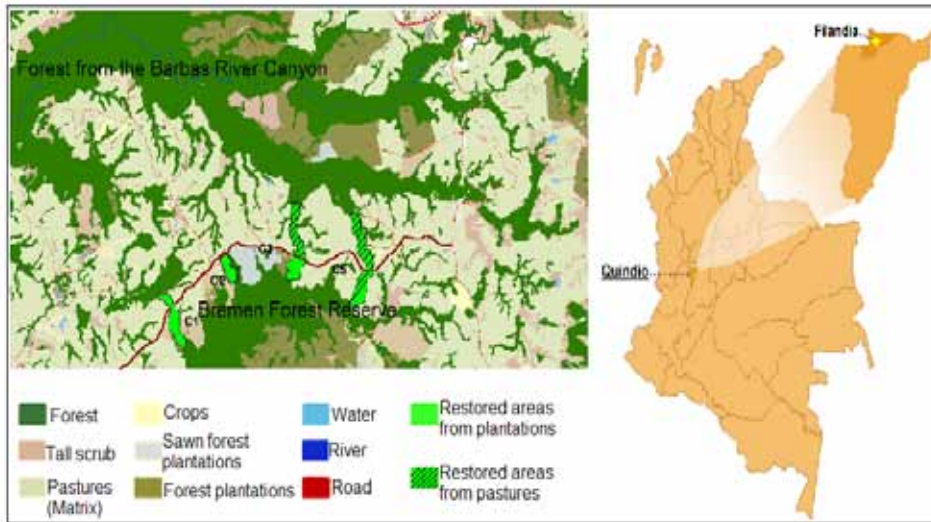 Forest from the Barbas River Canyon
Bremen Forest Reserve
C1
Filandia
Quindío
Forest
Tall scrub
Pastures
(Matrix)
Crops
Sawn forest
plantations
Forest plantations
Water
River
Road
Restored areas
from plantations
Restored areas
from pastures